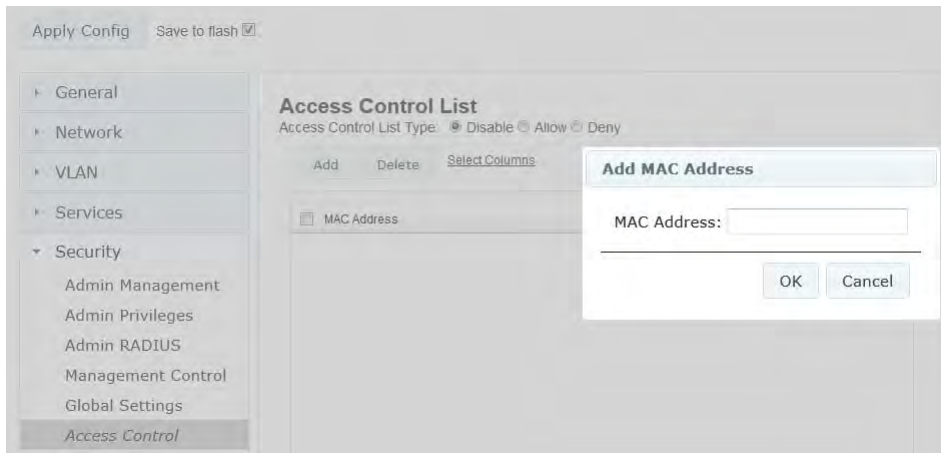 Apply Config Save to flash
General
Network
VLAN
Services
Security
Admin Management
Admin Privileges
Admin RADIUS
Management Control
Global Settings
Access Control
Access Control List
Access Control List Type: Disable Allow Deny
Add Delete Select Columns
MAC Address
Add MAC Address
MAC Address:
OK Cancel